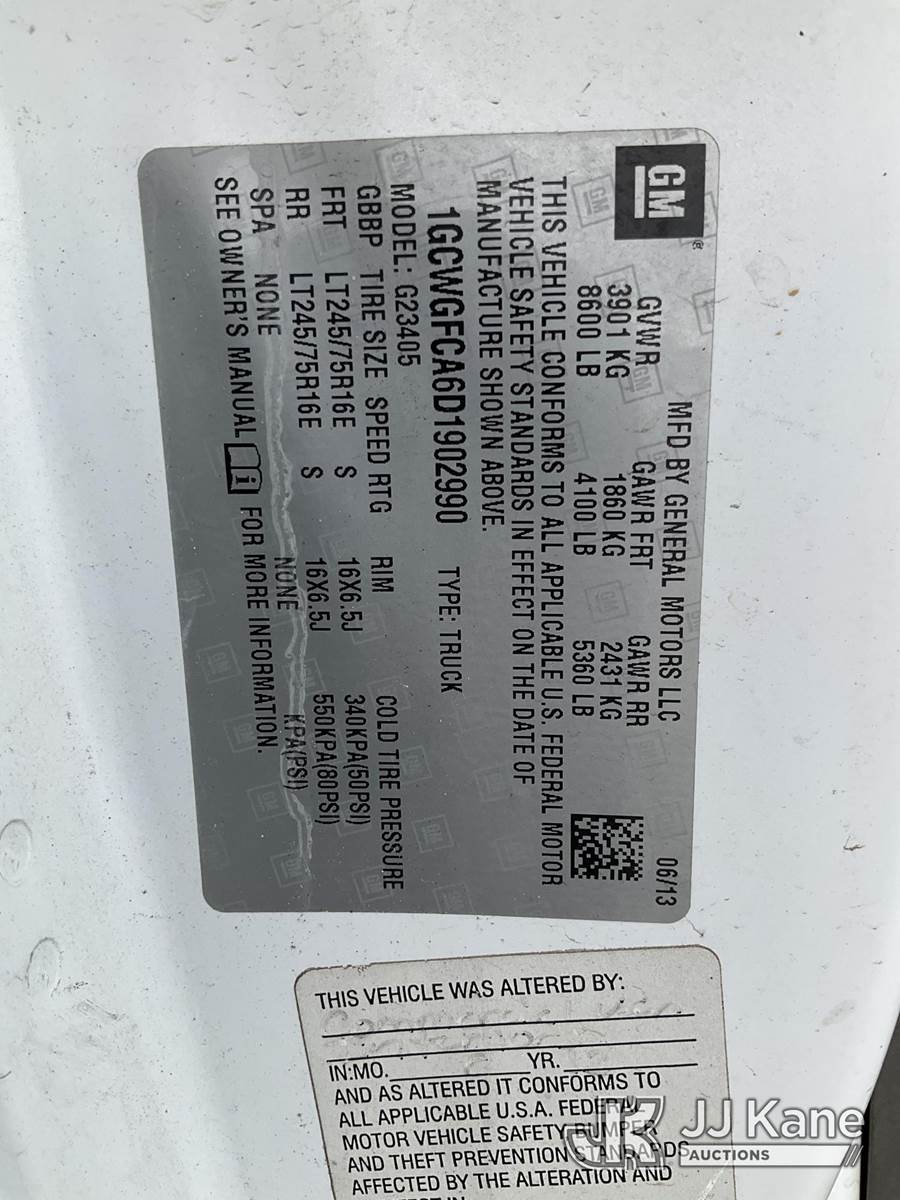 GM
MFD BY GENERAL MOTORS LLC 06/13
GVWR GAWR FRT GAWR RR
3901 KG 1860 KG 2431 KG
8600 LB 4100 LB 5360 LB
THIS VEHICLE CONFORMS TO ALL APPLICABLE U.S. FEDERAL MOTOR
VEHICLE SAFETY STANDARDS IN EFFECT ON THE DATE OF
MANUFACTURE SHOWN ABOVE.
1GCWGFCA6D1902990 TYPE: TRUCK
MODEL: G23405
GBBP TIRE SIZE SPEED RTG RIM COLD TIRE PRESSURE
FRT LT245/75R16E S 16X6.5J 340KPA(50PSI)
RR LT245/75R16E S 16X6.5J 550KPA(80PSI)
SPA NONE NONE KPA(PSI)
SEE OWNER'S MANUAL FOR MORE INFORMATION.
THIS VEHICLE WAS ALTERED BY:
IN:MO. YR.
AND AS ALTERED IT CONFORMS TO
ALL APPLICABLE U.S.A. FEDERAL
MOTOR VEHICLE SAFETY BUMPER
AND THEFT PREVENTION STANDARDS
AFFECTED BY THE ALTERATION AND
JJ Kane
AUCTIONS